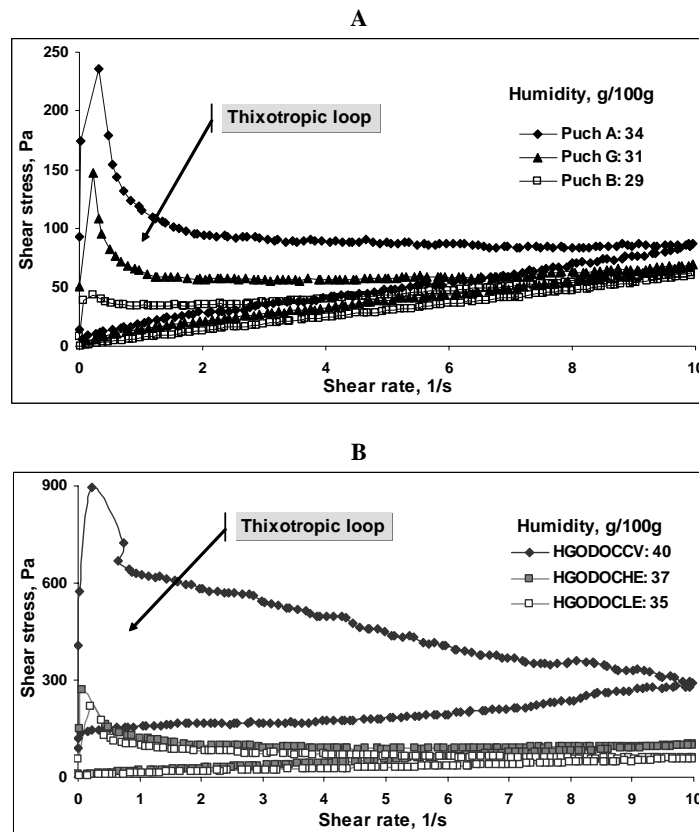 A
250
200
150
100
50
0
Shear stress, Pa
Thixotropic loop
Humidity, g/100g
Puch A: 34
Puch G: 31
Puch B: 29
0 2 4 6 8 10
Shear rate, 1/s
B
900
600
300
0
Shear stress, Pa
Thixotropic loop
Humidity, g/100g
HGODOCCV: 40
HGODOCHE: 37
HGODOCLE: 35
0 1 2 3 4 5 6 7 8 9 10
Shear rate, 1/s